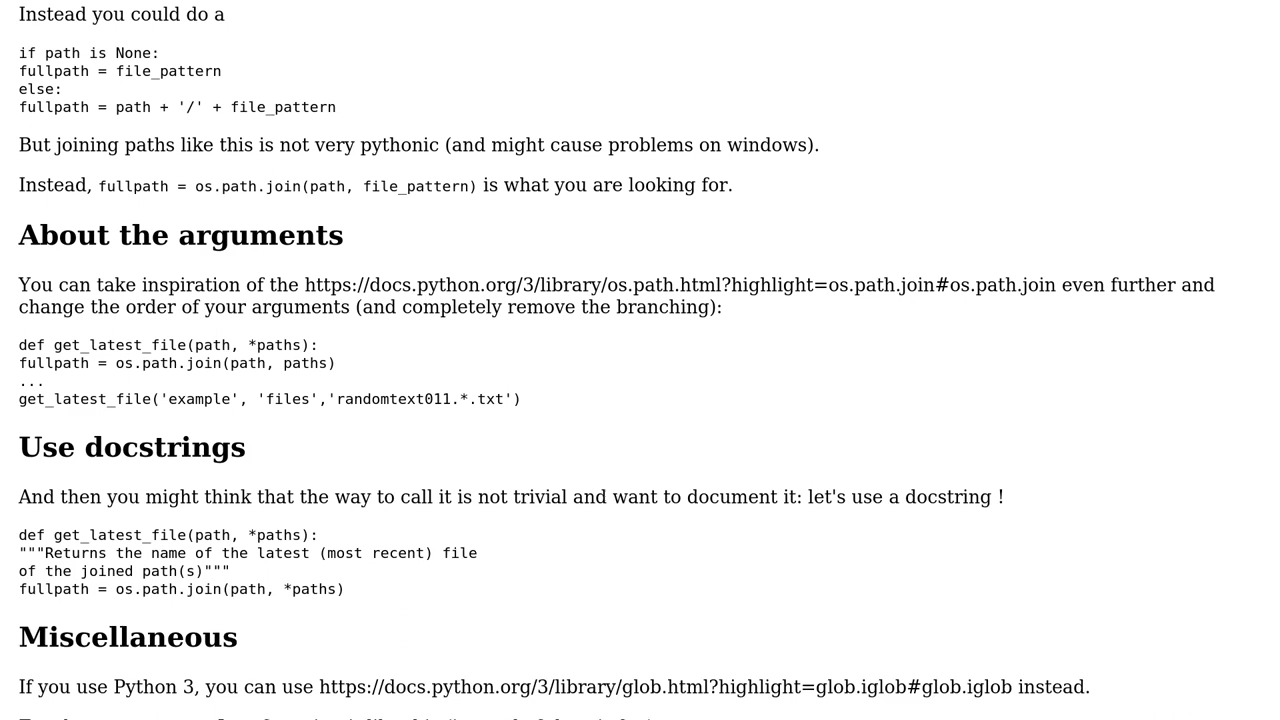 Instead you could do a
if path is None:
fullpath = file_pattern
else:
fullpath = path + '/' + file_pattern
But joining paths like this is not very pythonic (and might cause problems on windows).
Instead, fullpath = os.path.join(path, file_pattern) is what you are looking for.
About the arguments
You can take inspiration of the https://docs.python.org/3/library/os.path.html?highlight=os.path.join#os.path.join even further and
change the order of your arguments (and completely remove the branching):
def get_latest_file(path, *paths):
fullpath = os.path.join(path, paths)
...
get_latest_file('example', 'files','randomtext011.*.txt')
Use docstrings
And then you might think that the way to call it is not trivial and want to document it: let's use a docstring !
def get_latest_file(path, *paths):
"""Returns the name of the latest (most recent) file
of the joined path(s)"""
fullpath = os.path.join(path, *paths)
Miscellaneous
If you use Python 3, you can use https://docs.python.org/3/library/glob.html?highlight=glob.iglob#glob.iglob instead.